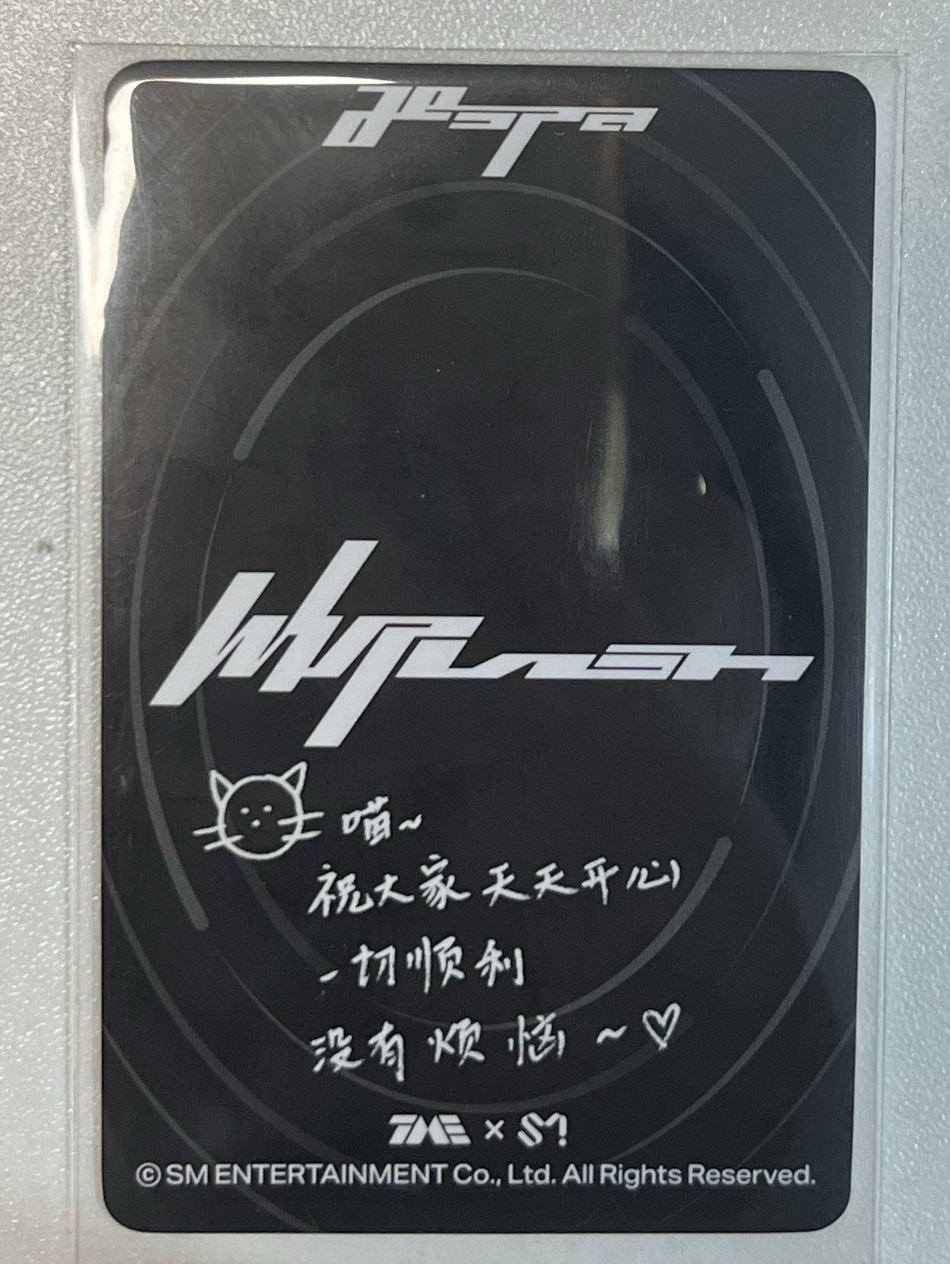 aespa
Whiplash
喵~
祝大家天天开心
一切顺利
没有烦恼~♡
TME × SM!
© SM ENTERTAINMENT Co., Ltd. All Rights Reserved.